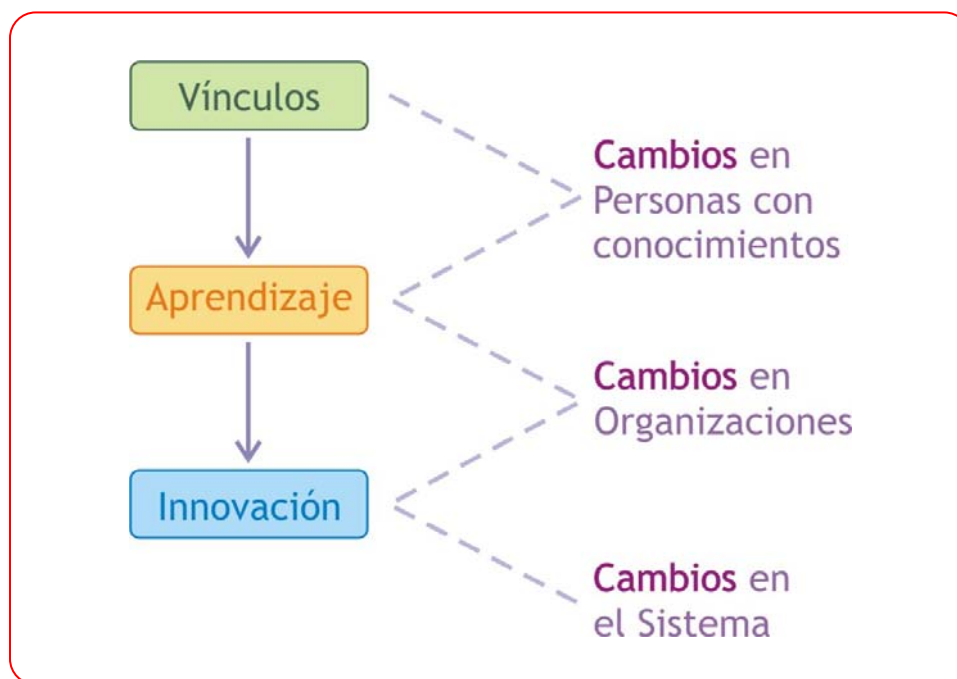 Vínculos
Cambios en
Personas con
conocimientos
Aprendizaje
Cambios en
Organizaciones
Innovación
Cambios en
el Sistema